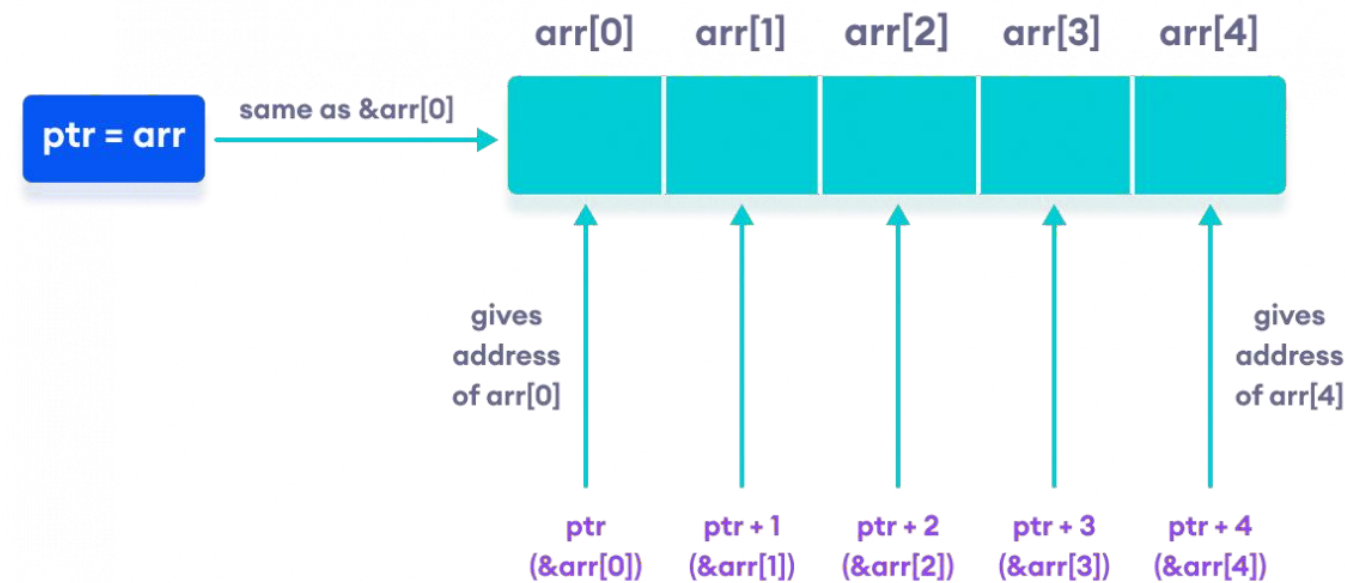 arr[0] arr[1] arr[2] arr[3] arr[4]
ptr = arr
same as &arr[0]
gives
address
of arr[0]
gives
address
of arr[4]
ptr ptr + 1 ptr + 2 ptr + 3 ptr + 4
(&arr[0]) (&arr[1]) (&arr[2]) (&arr[3]) (&arr[4])